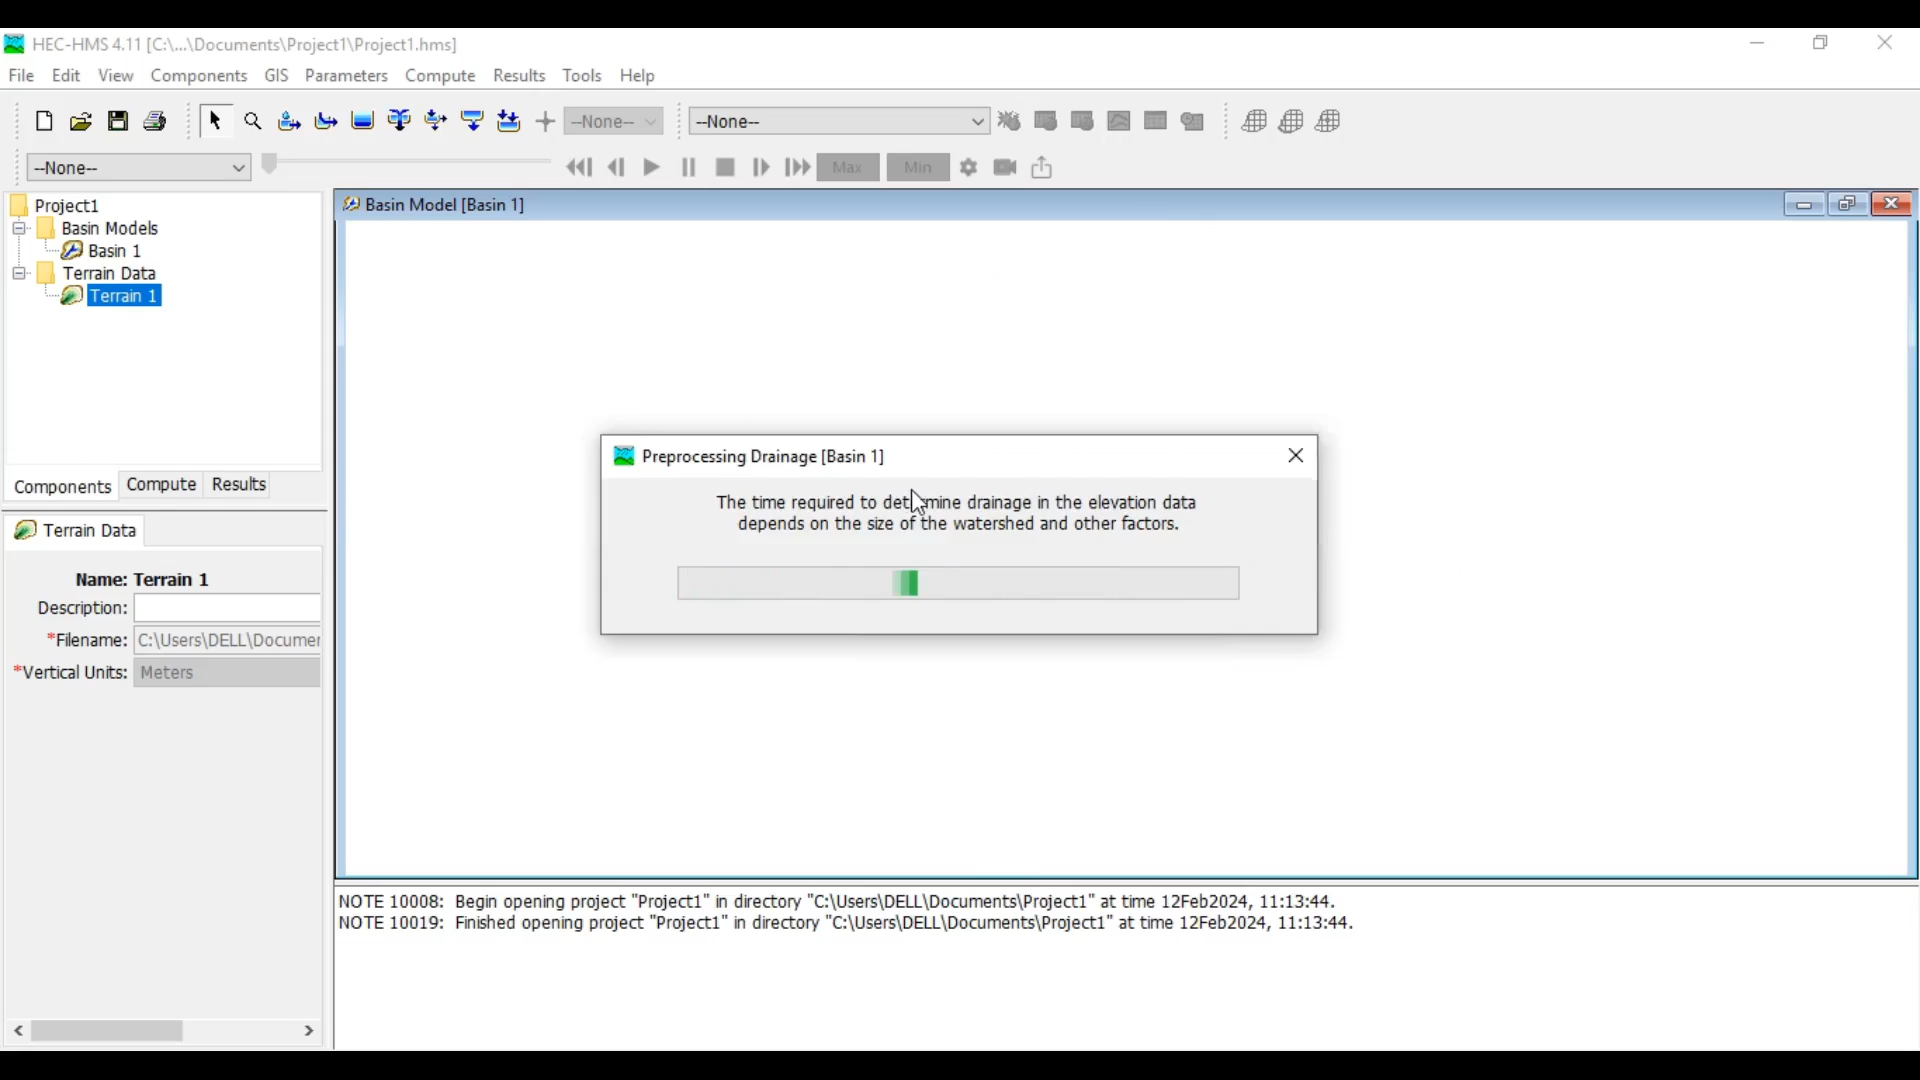 HEC-HMS 4.11 [C:\...\Documents\Project1\Project1.hms]
File Edit View Components GIS Parameters Compute Results Tools Help
--None-- --None--
--None-- Max Min
Project1
Basin Models
Basin 1
Terrain Data
Terrain 1
Components Compute Results
Terrain Data
Name: Terrain 1
Description:
*Filename: C:\Users\DELL\Documen
*Vertical Units: Meters
Basin Model [Basin 1]
Preprocessing Drainage [Basin 1]
The time required to determine drainage in the elevation data
depends on the size of the watershed and other factors.
NOTE 10008: Begin opening project "Project1" in directory "C:\Users\DELL\Documents\Project1" at time 12Feb2024, 11:13:44.
NOTE 10019: Finished opening project "Project1" in directory "C:\Users\DELL\Documents\Project1" at time 12Feb2024, 11:13:44.